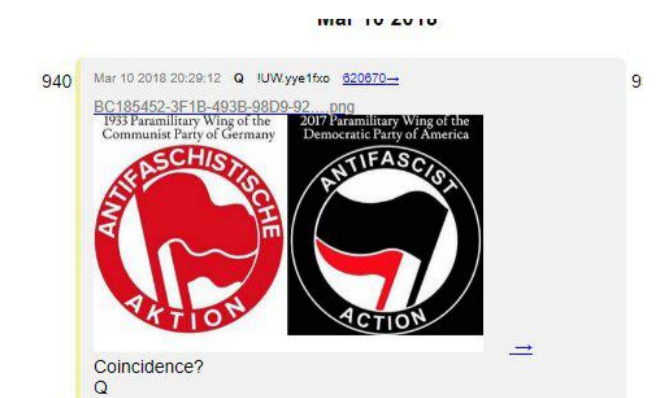 Mar 10 2018
940
Mar 10 2018 20:29:12 Q !UW.yye1fxo 620670→
9
BC185452-3F1B-493B-98D9-92....png
1933 Paramilitary Wing of the
Communist Party of Germany
2017 Paramilitary Wing of the
Democratic Party of America
ANTIFASCHISTISCHE
AKTION
ANTIFASCIST
ACTION
→
Coincidence?
Q